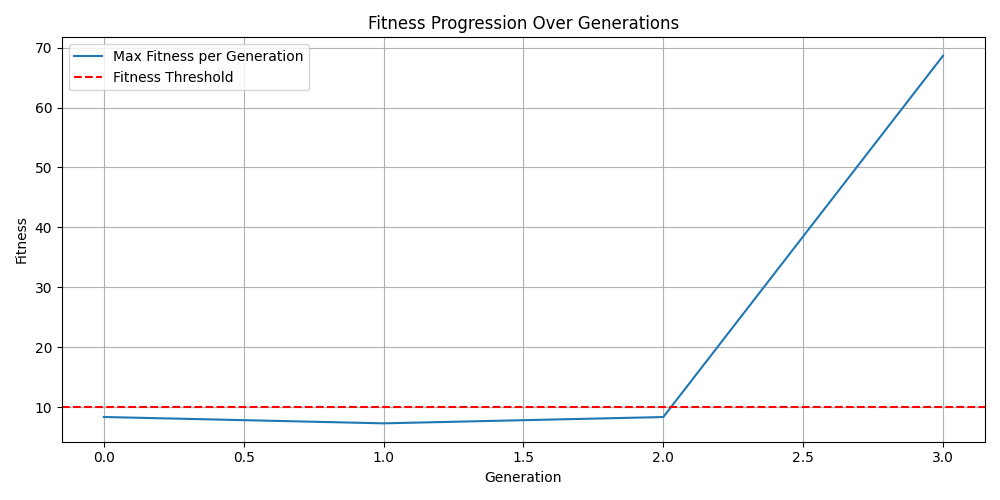 Fitness Progression Over Generations
Max Fitness per Generation
Fitness Threshold
70
60
50
40
30
20
10
Fitness
0.0 0.5 1.0 1.5 2.0 2.5 3.0
Generation